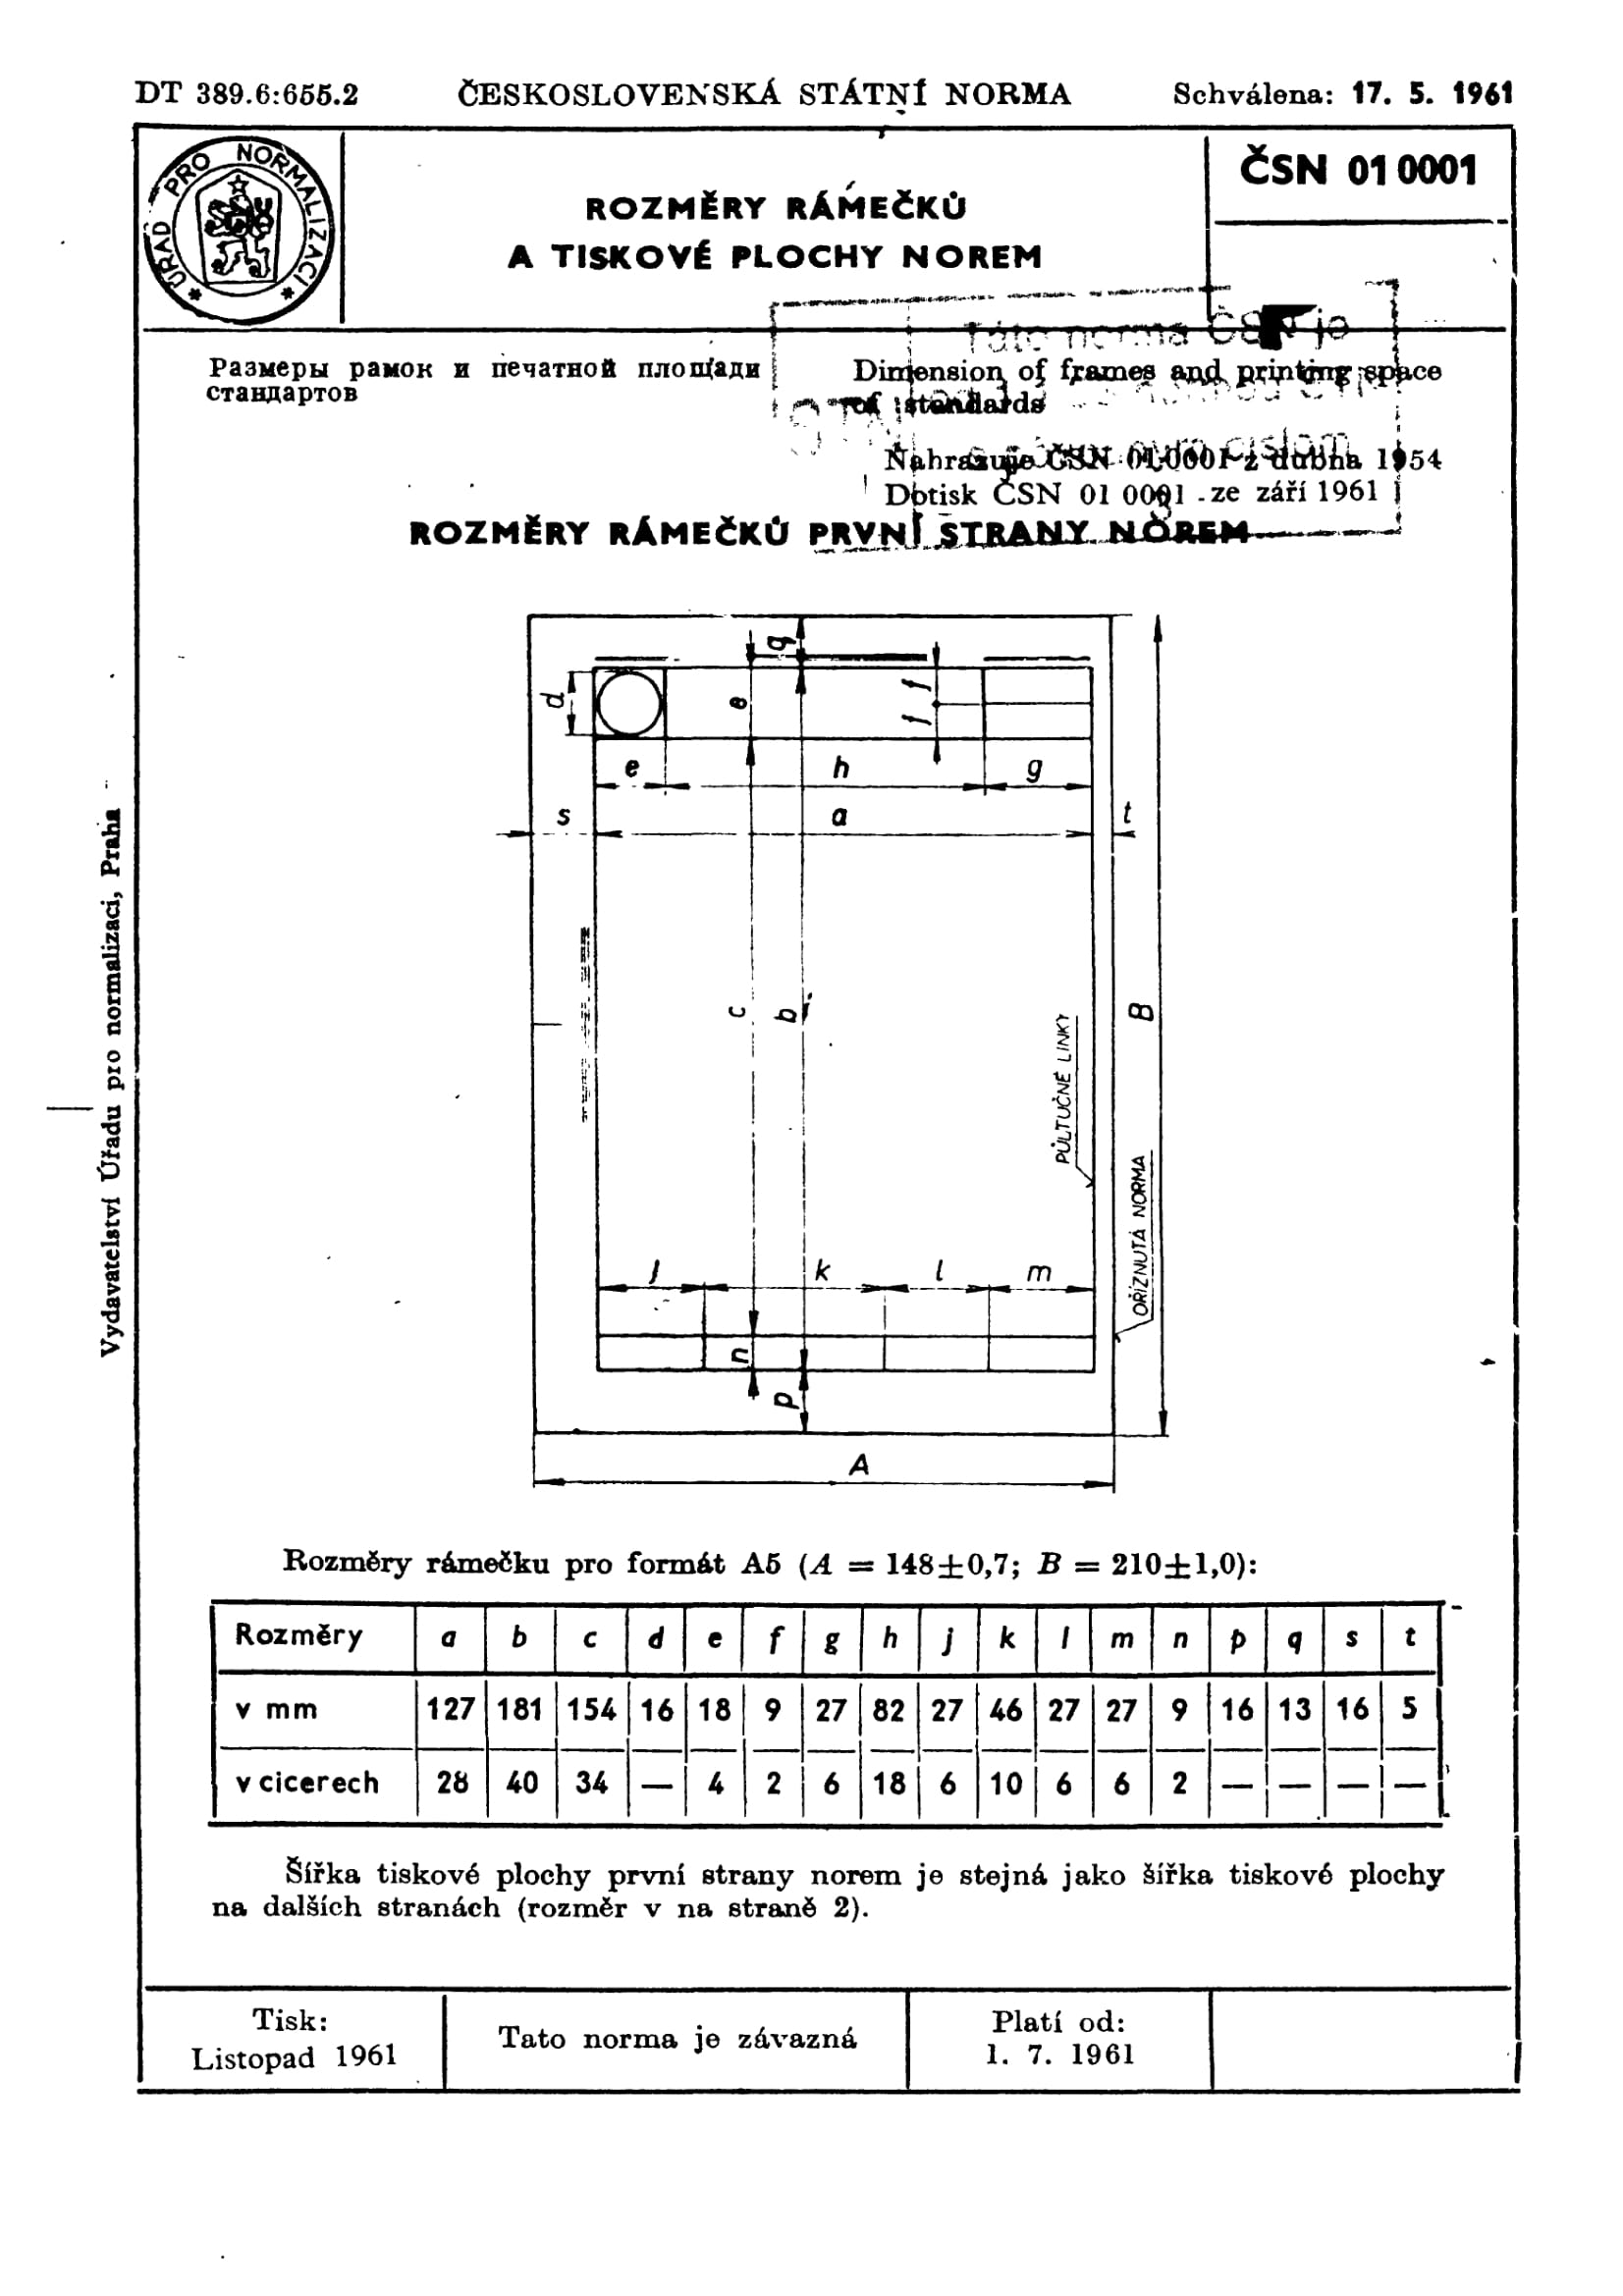 DT 389.6:655.2 ČESKOSLOVENSKÁ STÁTNÍ NORMA Schválena: 17. 5. 1961
ÚŘAD PRO NORMALIZACI
ROZMĚRY RÁMEČKŮ
A TISKOVÉ PLOCHY NOREM
ČSN 01 0001
Táto norma ČSN je
Размеры рамок и печатной площади
стандартов
Dimension of frames and printing space
of standards
Nahrazuje ČSN 01 0001 z dubna 1954
Dotisk ČSN 01 0001 ze září 1961
ROZMĚRY RÁMEČKŮ PRVNÍ STRANY NOREM
q
d e f f
e h g
s a t
c b B
PŮLTUČNÉ LINKY
OŘÍZNUTÁ NORMA
j k l m
n
p
A
Vydavatelství Úřadu pro normalizaci, Praha
Rozměry rámečku pro formát A5 (A = 148±0,7; B = 210±1,0):
Rozměry a b c d e f g h j k l m n p q s t
v mm 127 181 154 16 18 9 27 82 27 46 27 27 9 16 13 16 5
v cicerech 28 40 34 — 4 2 6 18 6 10 6 6 2 — — — —
Šířka tiskové plochy první strany norem je stejná jako šířka tiskové plochy
na dalších stranách (rozměr v na straně 2).
Tisk:
Listopad 1961
Tato norma je závazná
Platí od:
1. 7. 1961